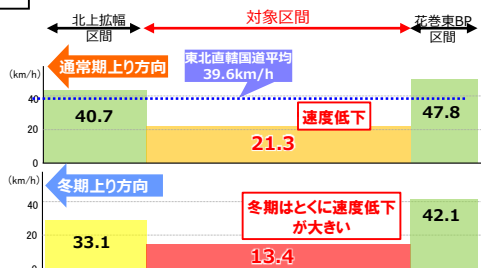 北上拡幅
区間
対象区間
花巻東BP
区間
通常期上り方向
東北直轄国道平均
39.6km/h
(km/h)
40
20
0
40.7
速度低下
21.3
47.8
(km/h)
冬期上り方向
40
20
0
33.1
冬期はとくに速度低下
が大きい
13.4
42.1